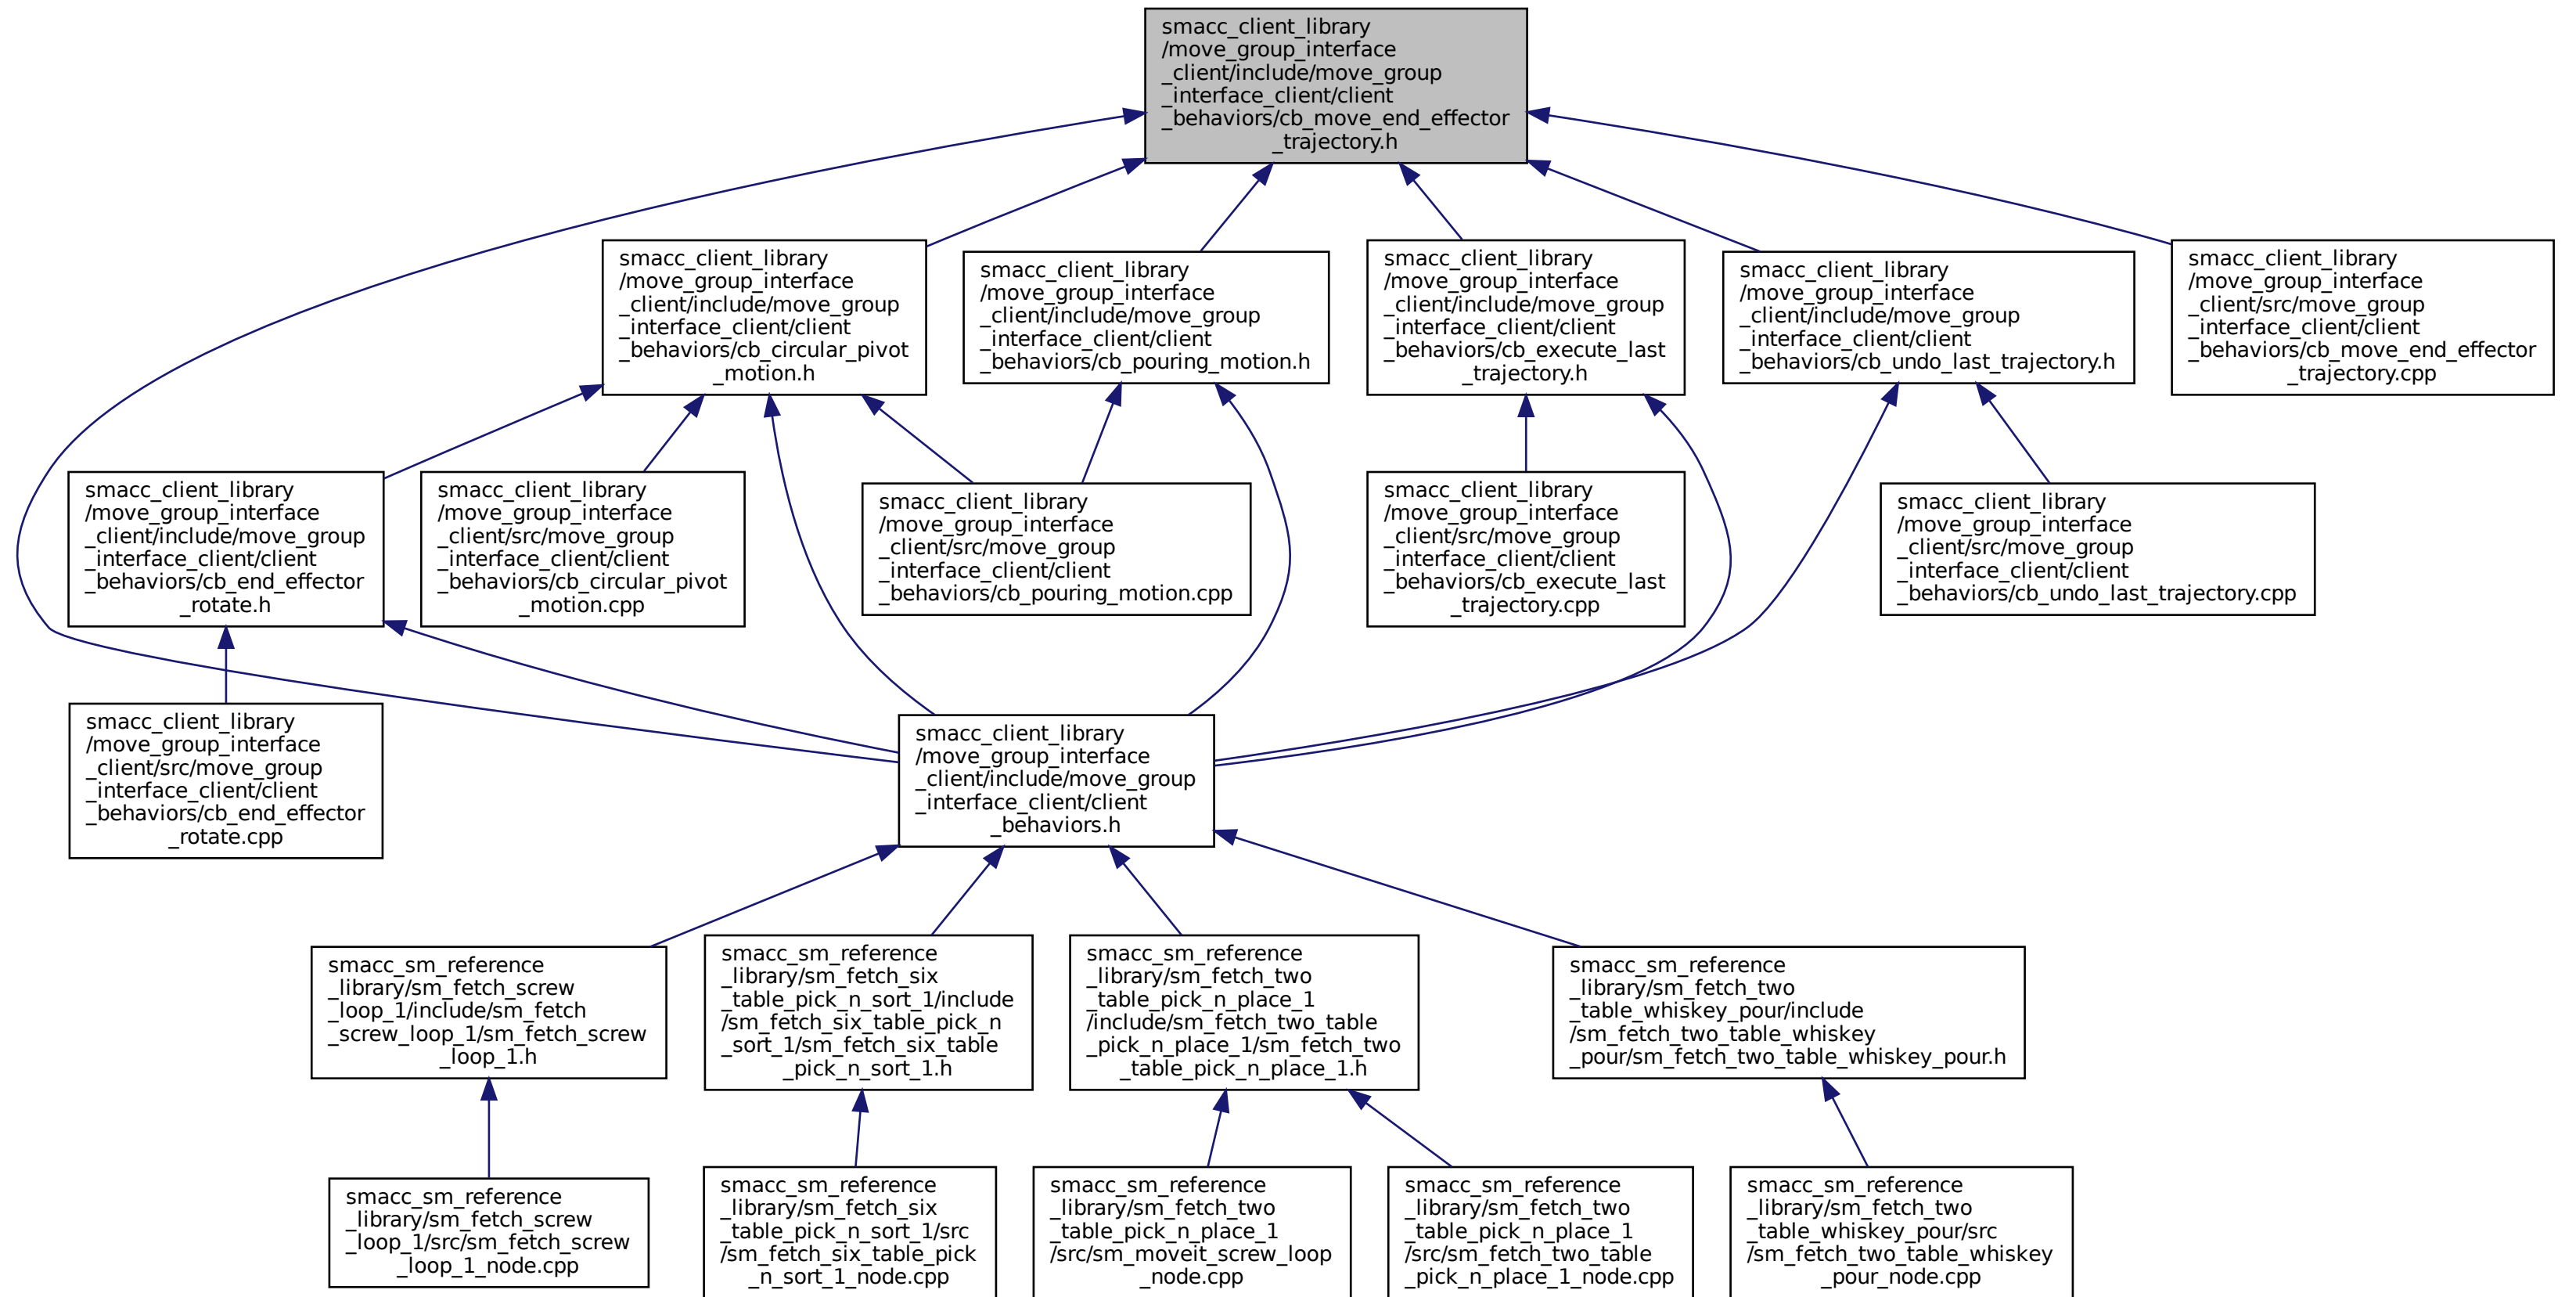 smacc_client_library
/move_group_interface
_client/include/move_group
_interface_client/client
_behaviors/cb_move_end_effector
_trajectory.h
smacc_client_library
/move_group_interface
_client/include/move_group
_interface_client/client
_behaviors/cb_circular_pivot
_motion.h
smacc_client_library
/move_group_interface
_client/include/move_group
_interface_client/client
_behaviors/cb_pouring_motion.h
smacc_client_library
/move_group_interface
_client/include/move_group
_interface_client/client
_behaviors/cb_execute_last
_trajectory.h
smacc_client_library
/move_group_interface
_client/include/move_group
_interface_client/client
_behaviors/cb_undo_last_trajectory.h
smacc_client_library
/move_group_interface
_client/src/move_group
_interface_client/client
_behaviors/cb_move_end_effector
_trajectory.cpp
smacc_client_library
/move_group_interface
_client/include/move_group
_interface_client/client
_behaviors/cb_end_effector
_rotate.h
smacc_client_library
/move_group_interface
_client/src/move_group
_interface_client/client
_behaviors/cb_circular_pivot
_motion.cpp
smacc_client_library
/move_group_interface
_client/src/move_group
_interface_client/client
_behaviors/cb_pouring_motion.cpp
smacc_client_library
/move_group_interface
_client/src/move_group
_interface_client/client
_behaviors/cb_execute_last
_trajectory.cpp
smacc_client_library
/move_group_interface
_client/src/move_group
_interface_client/client
_behaviors/cb_undo_last_trajectory.cpp
smacc_client_library
/move_group_interface
_client/src/move_group
_interface_client/client
_behaviors/cb_end_effector
_rotate.cpp
smacc_client_library
/move_group_interface
_client/include/move_group
_interface_client/client
_behaviors.h
smacc_sm_reference
_library/sm_fetch_screw
_loop_1/include/sm_fetch
_screw_loop_1/sm_fetch_screw
_loop_1.h
smacc_sm_reference
_library/sm_fetch_six
_table_pick_n_sort_1/include
/sm_fetch_six_table_pick_n
_sort_1/sm_fetch_six_table
_pick_n_sort_1.h
smacc_sm_reference
_library/sm_fetch_two
_table_pick_n_place_1
/include/sm_fetch_two_table
_pick_n_place_1/sm_fetch_two
_table_pick_n_place_1.h
smacc_sm_reference
_library/sm_fetch_two
_table_whiskey_pour/include
/sm_fetch_two_table_whiskey
_pour/sm_fetch_two_table_whiskey_pour.h
smacc_sm_reference
_library/sm_fetch_screw
_loop_1/src/sm_fetch_screw
_loop_1_node.cpp
smacc_sm_reference
_library/sm_fetch_six
_table_pick_n_sort_1/src
/sm_fetch_six_table_pick
_n_sort_1_node.cpp
smacc_sm_reference
_library/sm_fetch_two
_table_pick_n_place_1
/src/sm_moveit_screw_loop
_node.cpp
smacc_sm_reference
_library/sm_fetch_two
_table_pick_n_place_1
/src/sm_fetch_two_table
_pick_n_place_1_node.cpp
smacc_sm_reference
_library/sm_fetch_two
_table_whiskey_pour/src
/sm_fetch_two_table_whiskey
_pour_node.cpp